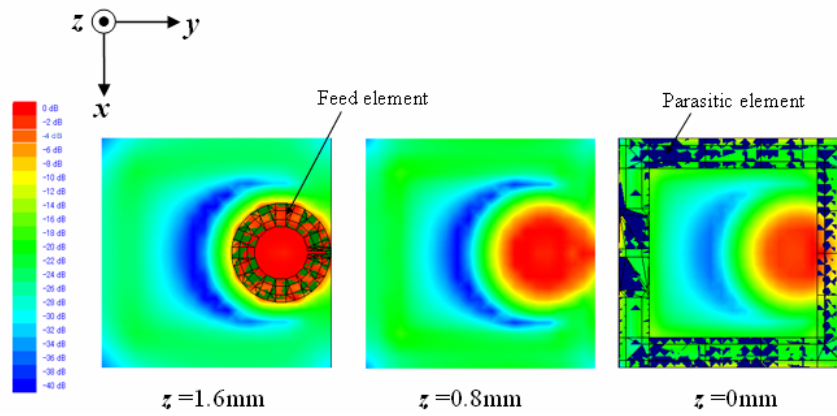 z
y
x
Feed element
Parasitic element
0 dB
-2 dB
-4 dB
-6 dB
-8 dB
-10 dB
-12 dB
-14 dB
-16 dB
-18 dB
-20 dB
-22 dB
-24 dB
-26 dB
-28 dB
-30 dB
-32 dB
-34 dB
-36 dB
-38 dB
-40 dB
z =1.6mm
z =0.8mm
z =0mm